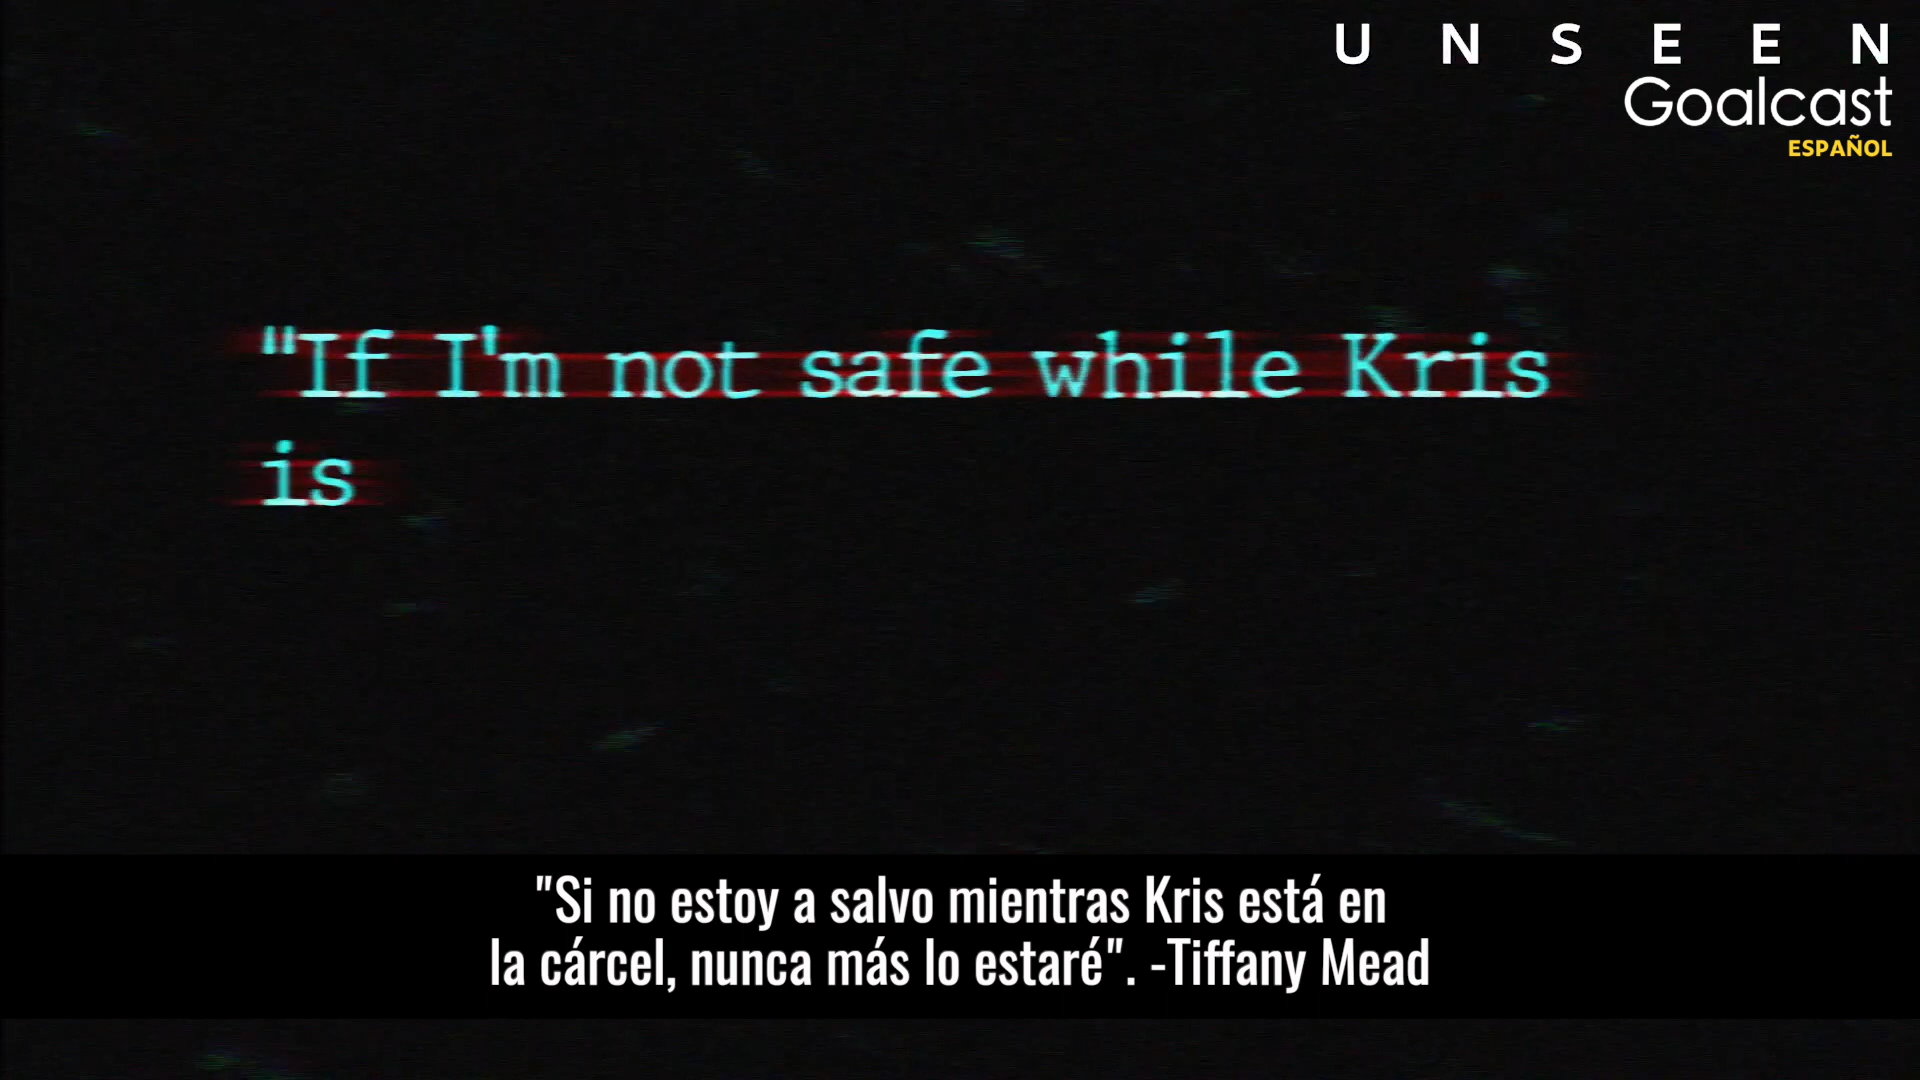 UNSEEN
Goalcast
ESPAÑOL
"If I'm not safe while Kris
is
"Si no estoy a salvo mientras Kris está en
la cárcel, nunca más lo estaré". -Tiffany Mead